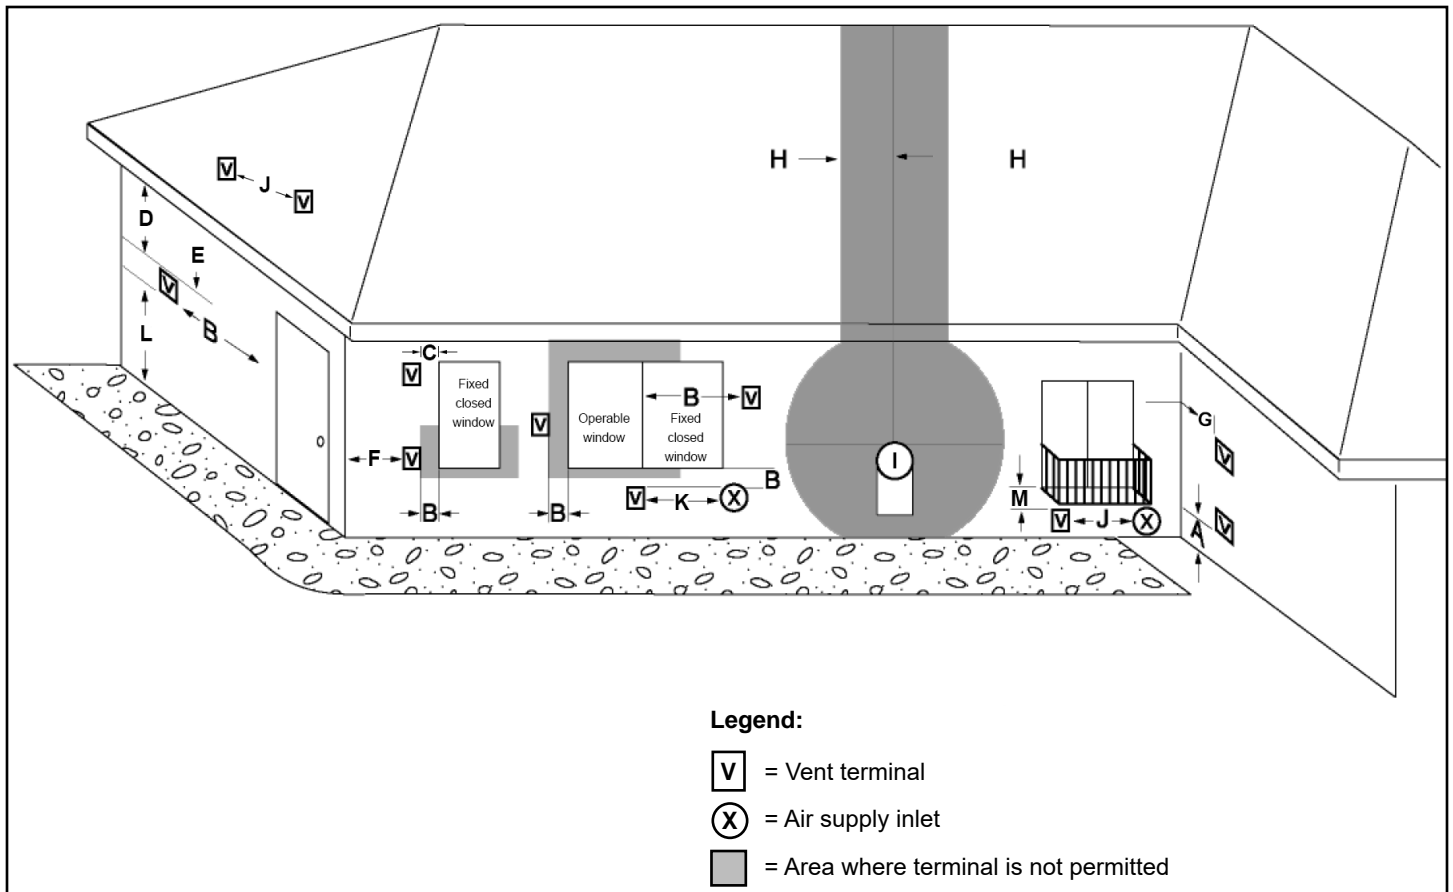 H H
V J V
D
E
V
B
L
C
V
Fixed
closed
window
F V
B
V
Operable
window
B V
Fixed
closed
window
B
B
V K X
I
G
V
M
V J X
A
V
Legend:
V = Vent terminal
X = Air supply inlet
= Area where terminal is not permitted